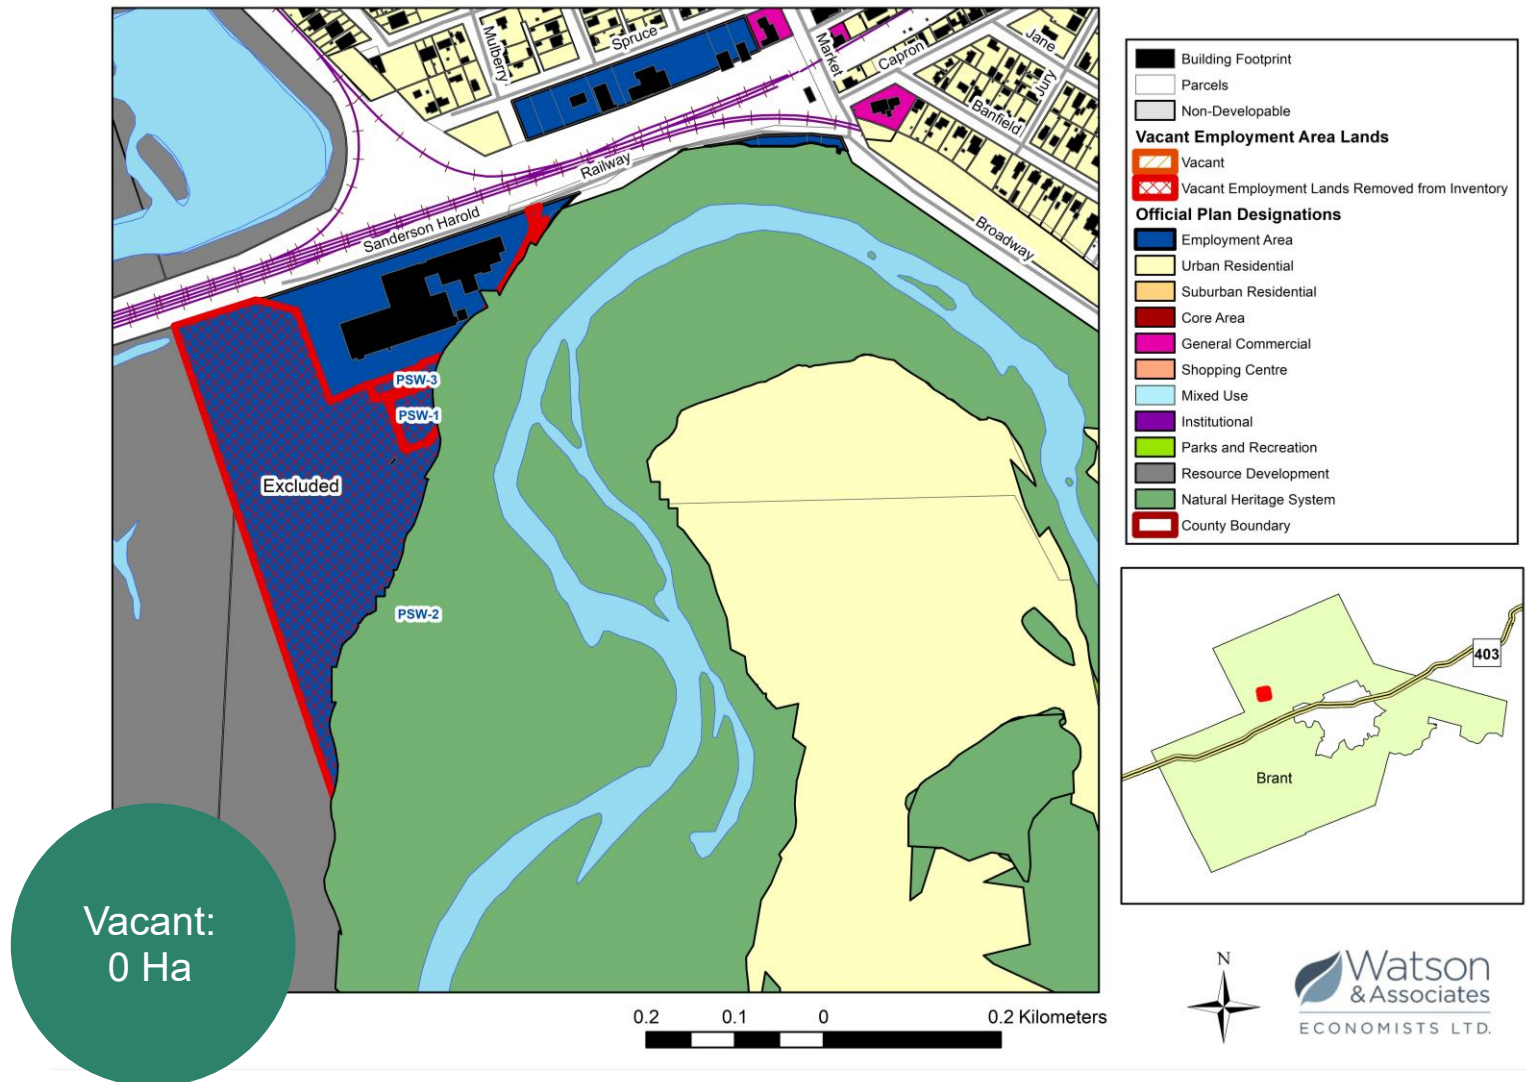 Mulberry
Spruce
Market
Capron
Jane
Jury
Banfield
Railway
Sanderson Harold
Broadway
PSW-3
PSW-1
Excluded
PSW-2
Vacant:
0 Ha
Building Footprint
Parcels
Non-Developable
Vacant Employment Area Lands
Vacant
Vacant Employment Lands Removed from Inventory
Official Plan Designations
Employment Area
Urban Residential
Suburban Residential
Core Area
General Commercial
Shopping Centre
Mixed Use
Institutional
Parks and Recreation
Resource Development
Natural Heritage System
County Boundary
403
Brant
0.2 0.1 0 0.2 Kilometers
N
Watson
& Associates
ECONOMISTS LTD.